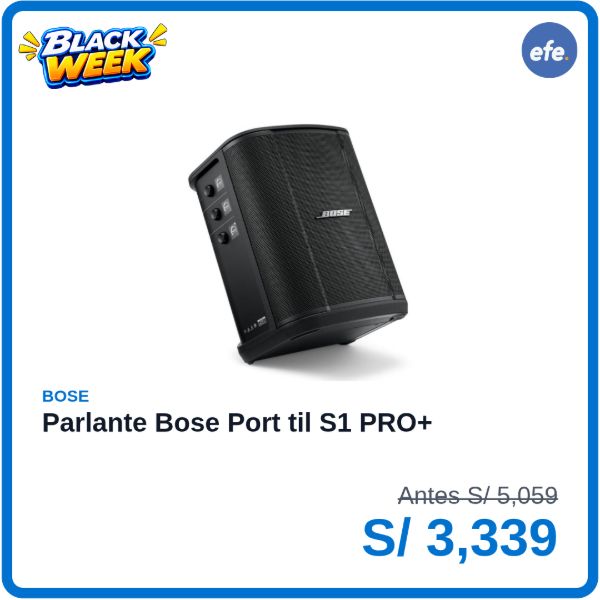 BLACK
WEEK
efe.
BOSE
BOSE
Parlante Bose Port til S1 PRO+
Antes S/ 5,059
S/ 3,339